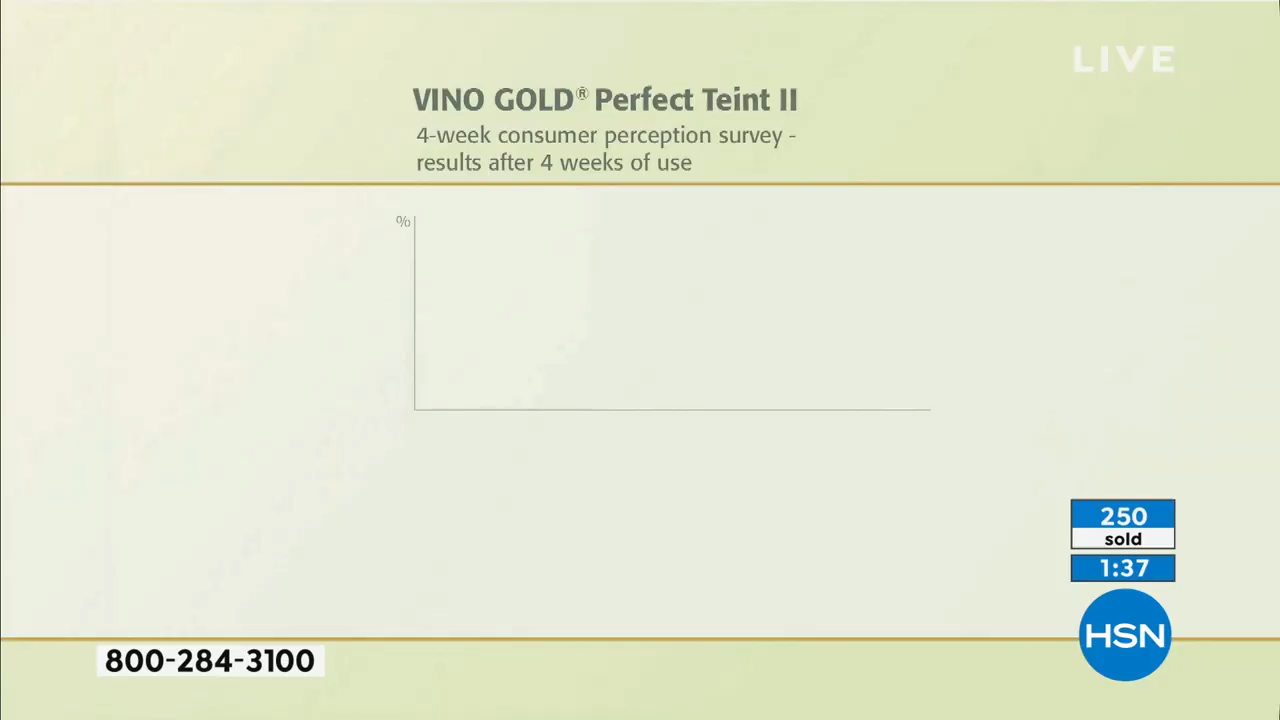 LIVE
VINO GOLD® Perfect Teint II
4-week consumer perception survey -
results after 4 weeks of use
%
250
sold
1:37
HSN
800-284-3100